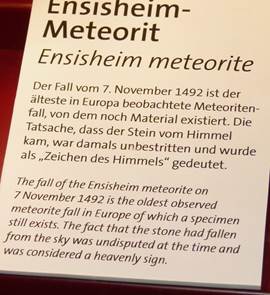 Ensisheim-
Meteorit
Ensisheim meteorite
Der Fall vom 7. November 1492 ist der
älteste in Europa beobachtete Meteoriten-
fall, von dem noch Material existiert. Die
Tatsache, dass der Stein vom Himmel
kam, war damals unbestritten und wurde
als „Zeichen des Himmels“ gedeutet.
The fall of the Ensisheim meteorite on
7 November 1492 is the oldest observed
meteorite fall in Europe of which a specimen
still exists. The fact that the stone had fallen
from the sky was undisputed at the time and
was considered a heavenly sign.